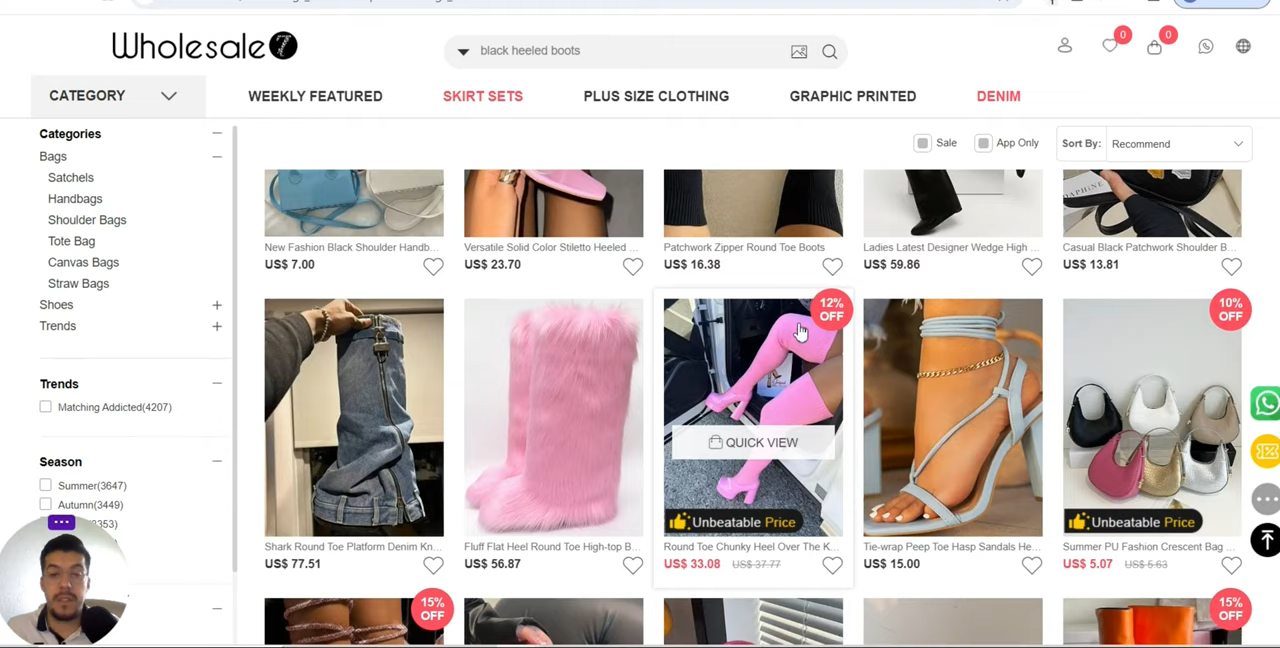 Wholesale7
black heeled boots
0
0
CATEGORY
WEEKLY FEATURED
SKIRT SETS
PLUS SIZE CLOTHING
GRAPHIC PRINTED
DENIM
Categories
Bags
Satchels
Handbags
Shoulder Bags
Tote Bag
Canvas Bags
Straw Bags
Shoes
Trends
Trends
Matching Addicted(4207)
Season
Summer(3647)
Autumn(3449)
Sale
App Only
Sort By:
Recommend
New Fashion Black Shoulder Handb...
US$ 7.00
Versatile Solid Color Stiletto Heeled ...
US$ 23.70
Patchwork Zipper Round Toe Boots
US$ 16.38
Ladies Latest Designer Wedge High ...
US$ 59.86
Casual Black Patchwork Shoulder B...
US$ 13.81
Shark Round Toe Platform Denim Kn...
US$ 77.51
Fluff Flat Heel Round Toe High-top B...
US$ 56.87
12%
OFF
QUICK VIEW
Unbeatable Price
Round Toe Chunky Heel Over The K...
US$ 33.08 US$ 37.77
Tie-wrap Peep Toe Hasp Sandals He...
US$ 15.00
10%
OFF
Unbeatable Price
Summer PU Fashion Crescent Bag ...
US$ 5.07 US$ 5.63
15%
OFF
15%
OFF